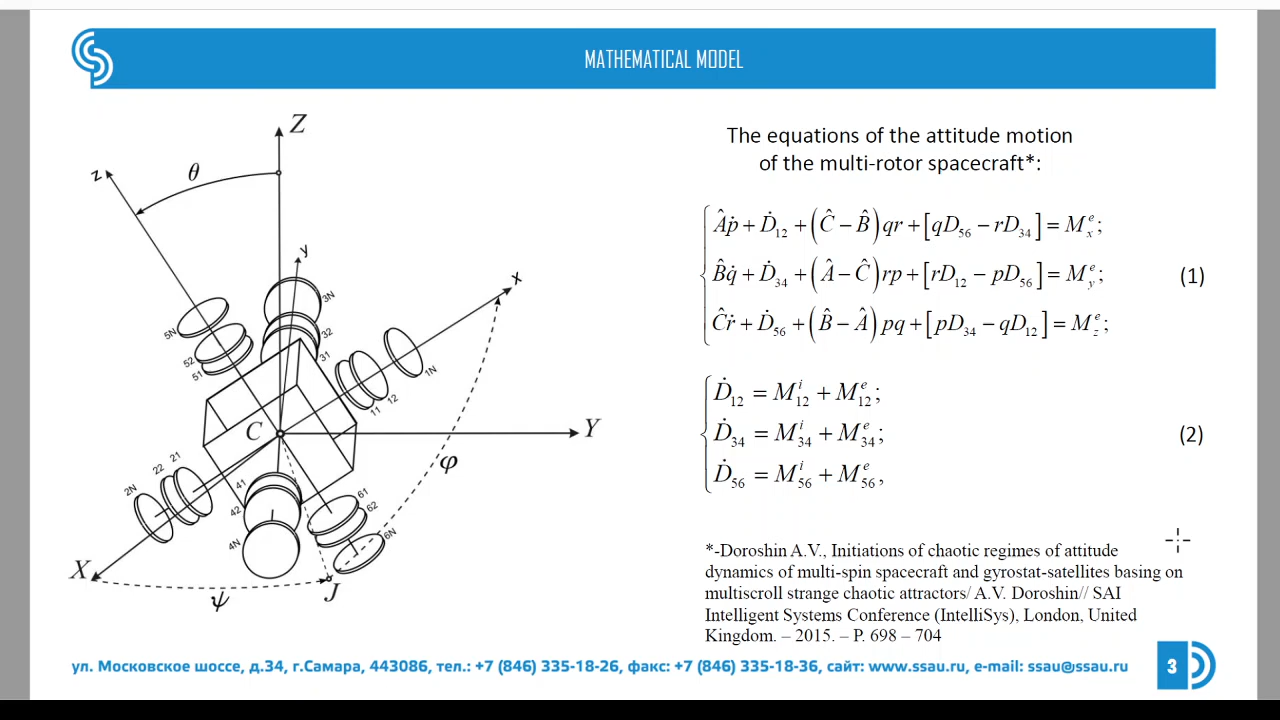 MATHEMATICAL MODEL
Z
z
θ
y
x
3N
32
31
5N
52
51
1N
12
11
C
Y
φ
21
22
2N
41
42
4N
61
62
6N
X
ψ
J
The equations of the attitude motion
of the multi-rotor spacecraft*:
Âṗ + Ḋ₁₂ + (Ĉ − B̂)qr + [qD₅₆ − rD₃₄] = Mₓᵉ;
B̂q̇ + Ḋ₃₄ + (Â − Ĉ)rp + [rD₁₂ − pD₅₆] = M_y^e;
(1)
Ĉṙ + Ḋ₅₆ + (B̂ − Â)pq + [pD₃₄ − qD₁₂] = M_z^e;
Ḋ₁₂ = M₁₂ⁱ + M₁₂ᵉ;
Ḋ₃₄ = M₃₄ⁱ + M₃₄ᵉ;
(2)
Ḋ₅₆ = M₅₆ⁱ + M₅₆ᵉ,
*-Doroshin A.V., Initiations of chaotic regimes of attitude
dynamics of multi-spin spacecraft and gyrostat-satellites basing on
multiscroll strange chaotic attractors/ A.V. Doroshin// SAI
Intelligent Systems Conference (IntelliSys), London, United
Kingdom. – 2015. – P. 698 – 704
ул. Московское шоссе, д.34, г.Самара, 443086, тел.: +7 (846) 335-18-26, факс: +7 (846) 335-18-36, сайт: www.ssau.ru, e-mail: ssau@ssau.ru
3